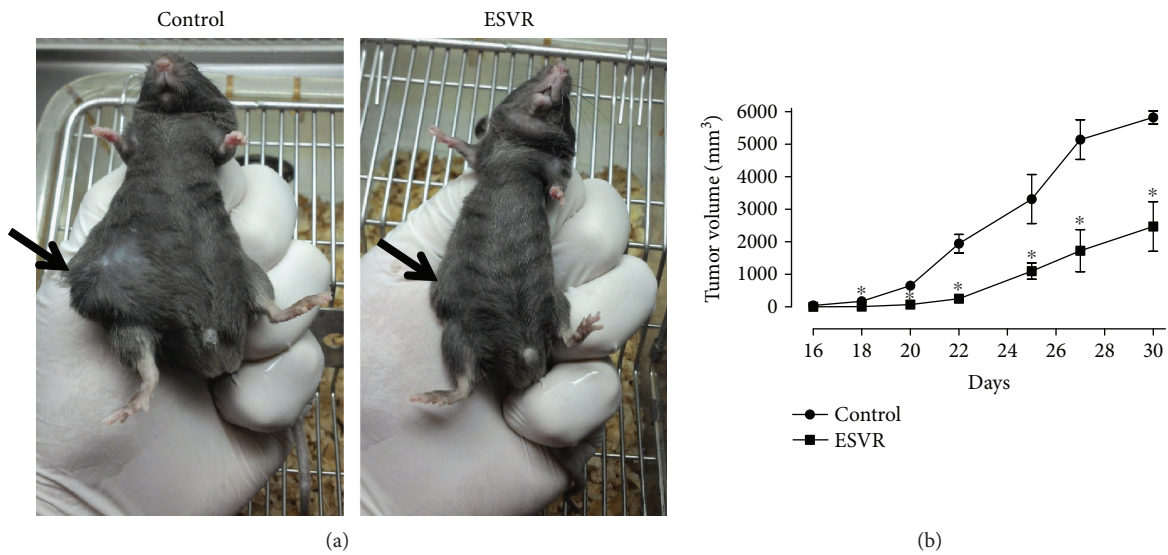 Control
ESVR
Tumor volume (mm³)
6000
5000
4000
3000
2000
1000
0
*
*
*
*
*
*
16 18 20 22 24 26 28 30
Days
Control
ESVR
(a)
(b)